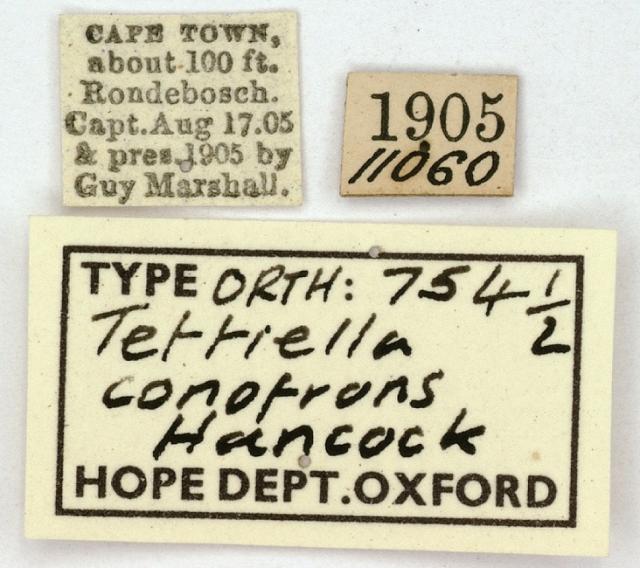 CAPE TOWN,
about 100 ft.
Rondebosch.
Capt. Aug 17.05
& pres. 1905 by
Guy Marshall.
1905
11060
TYPE ORTH: 754 1/2
Tettiella
conofrons
Hancock
HOPE DEPT. OXFORD